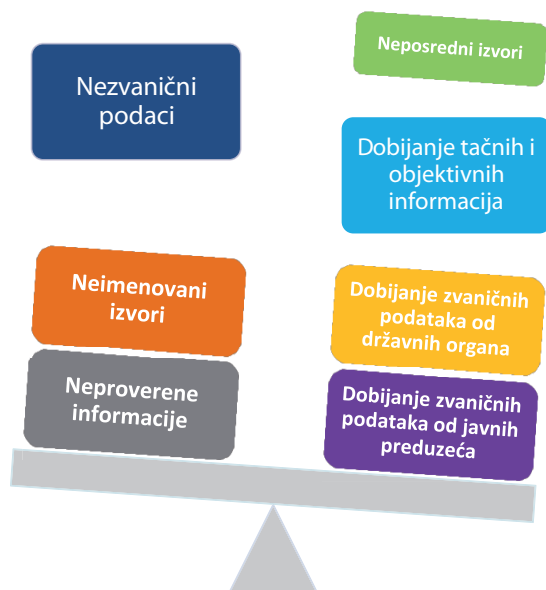 Nezvanični
podaci
Neimenovani
izvori
Neproverene
informacije
Neposredni izvori
Dobijanje tačnih i
objektivnih
informacija
Dobijanje zvaničnih
podataka od
državnih organa
Dobijanje zvaničnih
podataka od javnih
preduzeća